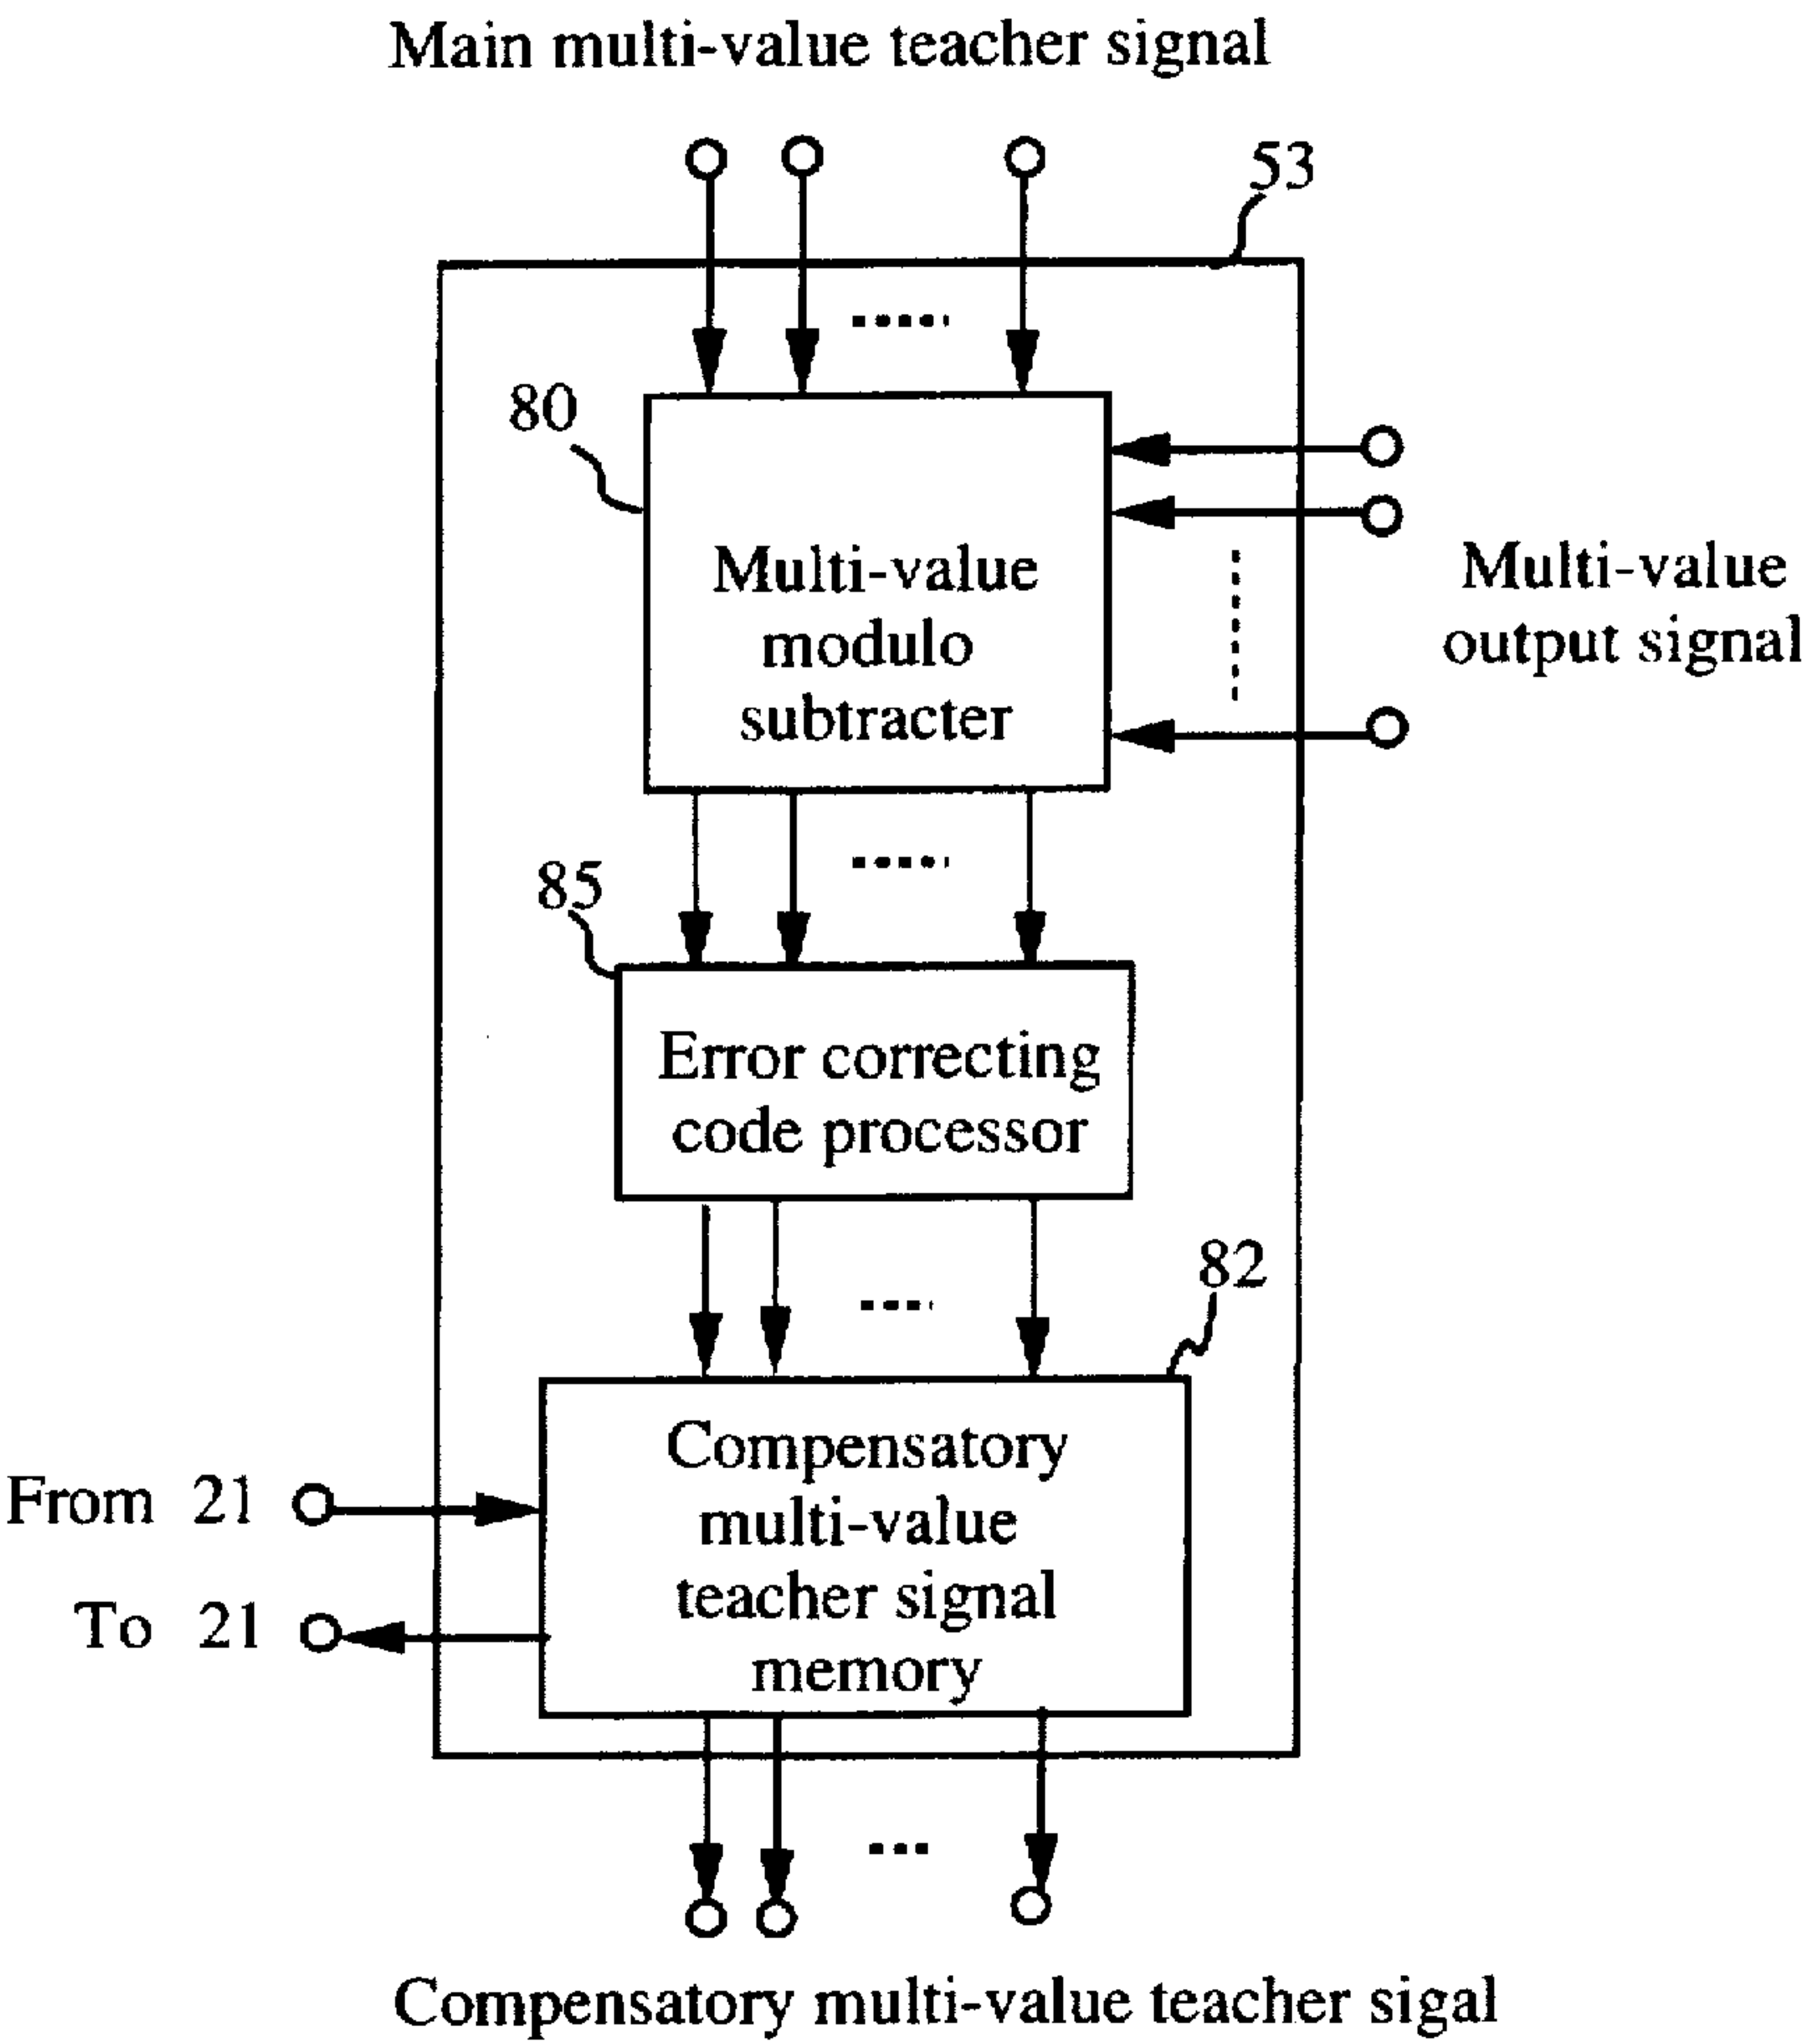 Main multi-value teacher signal
53
80
Multi-value
modulo
subtracter
Multi-value
output signal
85
Error correcting
code processor
82
Compensatory
multi-value
teacher signal
memory
From 21
To 21
Compensatory multi-value teacher sigal